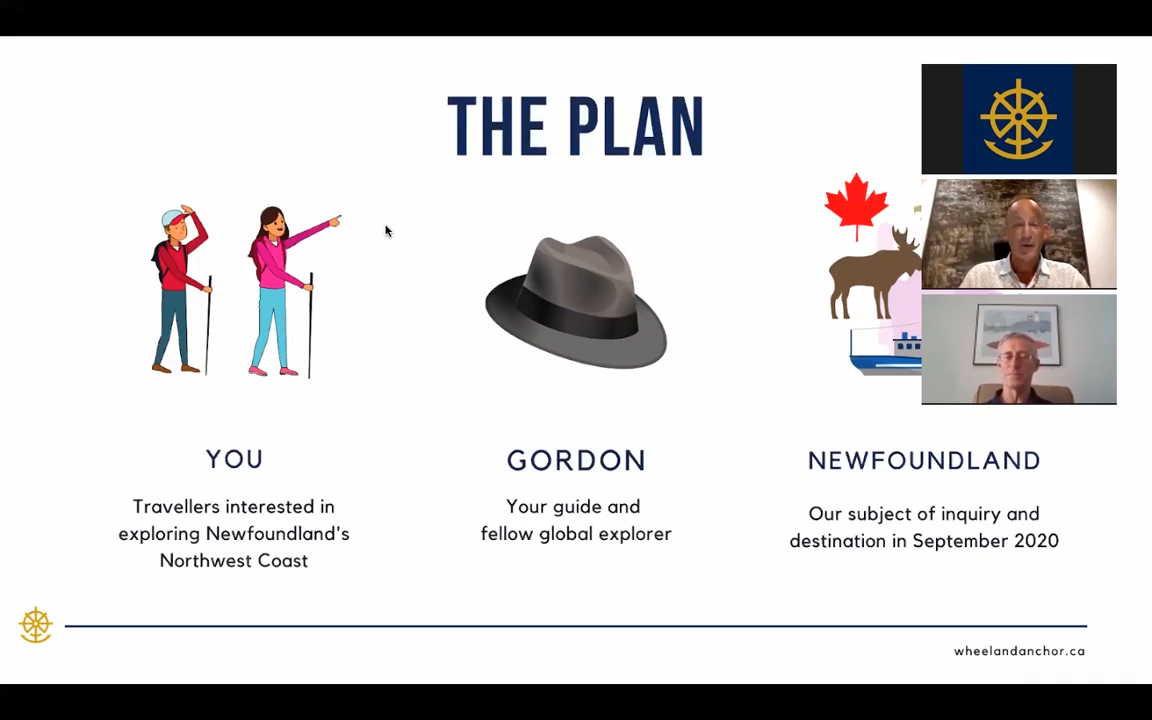 THE PLAN
YOU
Travellers interested in
exploring Newfoundland's
Northwest Coast
GORDON
Your guide and
fellow global explorer
NEWFOUNDLAND
Our subject of inquiry and
destination in September 2020
wheelandanchor.ca